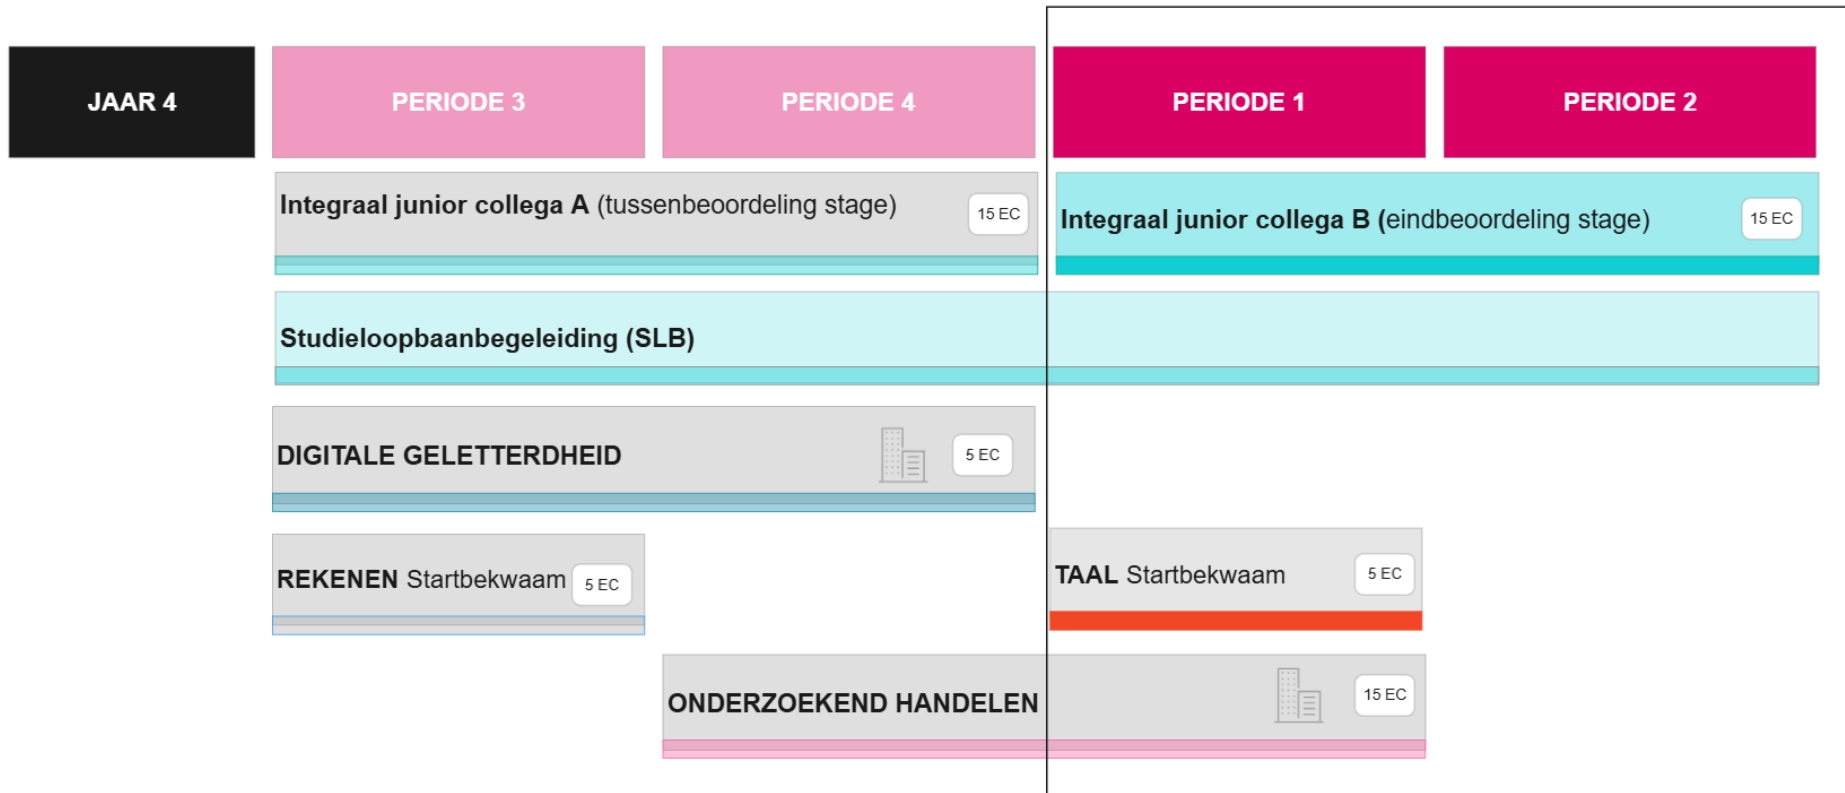 JAAR 4
PERIODE 3
PERIODE 4
PERIODE 1
PERIODE 2
Integraal junior collega A (tussenbeoordeling stage)
15 EC
Integraal junior collega B (eindbeoordeling stage)
15 EC
Studieloopbaanbegeleiding (SLB)
DIGITALE GELETTERDHEID
5 EC
REKENEN Startbekwaam
5 EC
TAAL Startbekwaam
5 EC
ONDERZOEKEND HANDELEN
15 EC